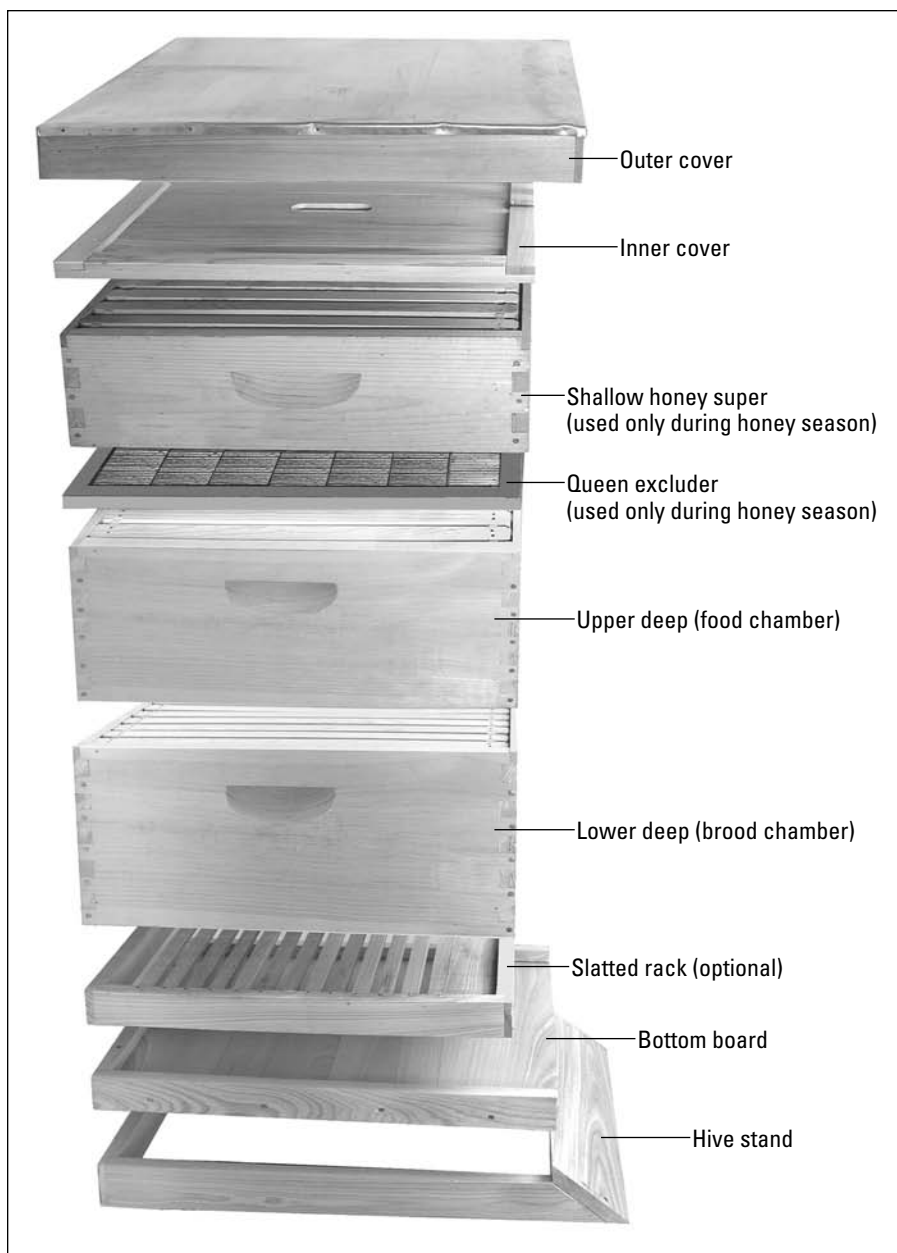 Outer cover
Inner cover
Shallow honey super
(used only during honey season)
Queen excluder
(used only during honey season)
Upper deep (food chamber)
Lower deep (brood chamber)
Slatted rack (optional)
Bottom board
Hive stand